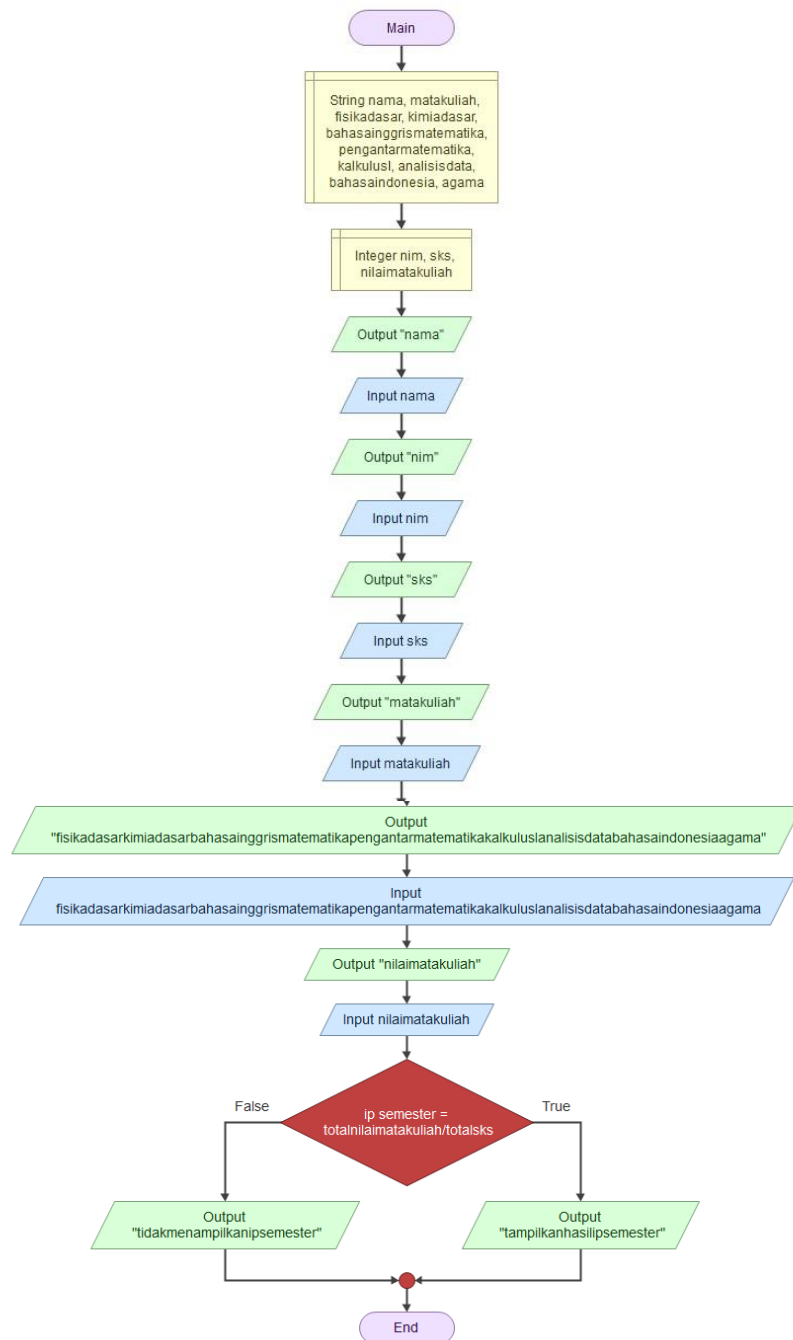 Main
String nama, matakuliah,
fisikadasar, kimiadasar,
bahasainggrismatematika,
pengantarmatematika,
kalkulusI, analisisdata,
bahasaindonesia, agama
Integer nim, sks,
nilaimatakuliah
Output "nama"
Input nama
Output "nim"
Input nim
Output "sks"
Input sks
Output "matakuliah"
Input matakuliah
Output
"fisikadasarkimiadasarbahasainggrismatematikapengantarmatematikakalkulusIanalisisdatabahasaindonesiaagama"
Input
fisikadasarkimiadasarbahasainggrismatematikapengantarmatematikakalkulusIanalisisdatabahasaindonesiaagama
Output "nilaimatakuliah"
Input nilaimatakuliah
False
True
ip semester =
totalnilaimatakuliah/totalsks
Output
"tidakmenampilkanipsemester"
Output
"tampilkanhasilipsemester"
End